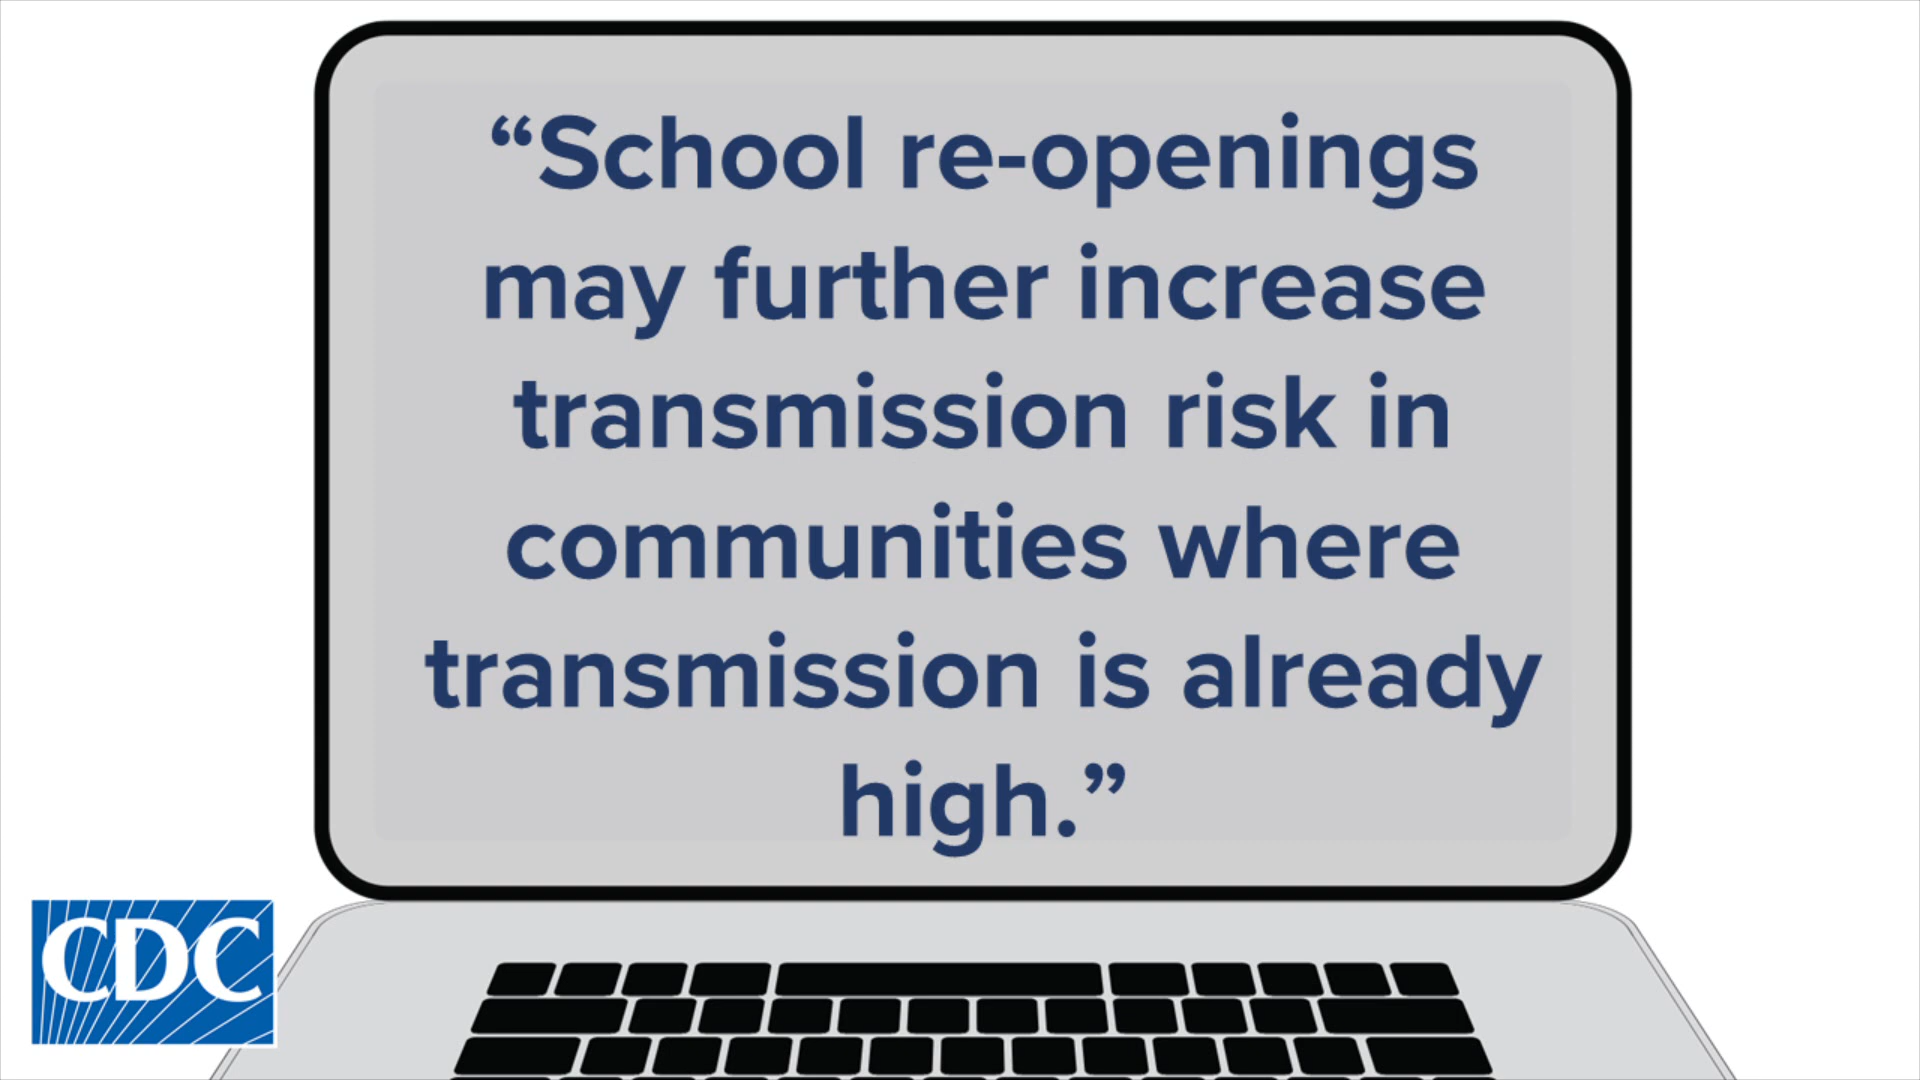 “School re-openings
may further increase
transmission risk in
communities where
transmission is already
high.”
CDC